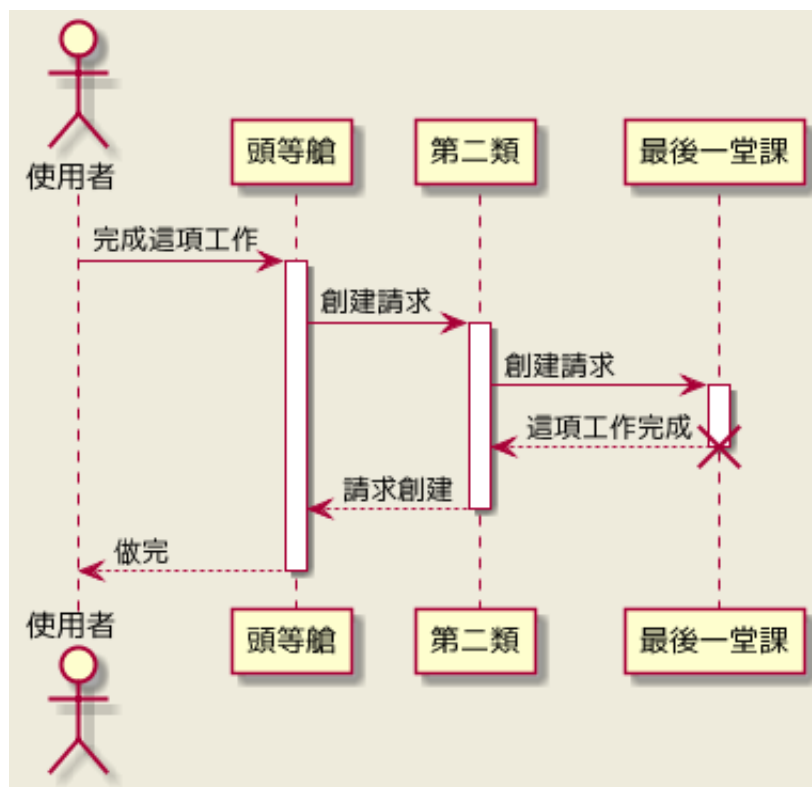 使用者
頭等艙
第二類
最後一堂課
完成這項工作
創建請求
創建請求
這項工作完成
請求創建
做完
使用者
頭等艙
第二類
最後一堂課